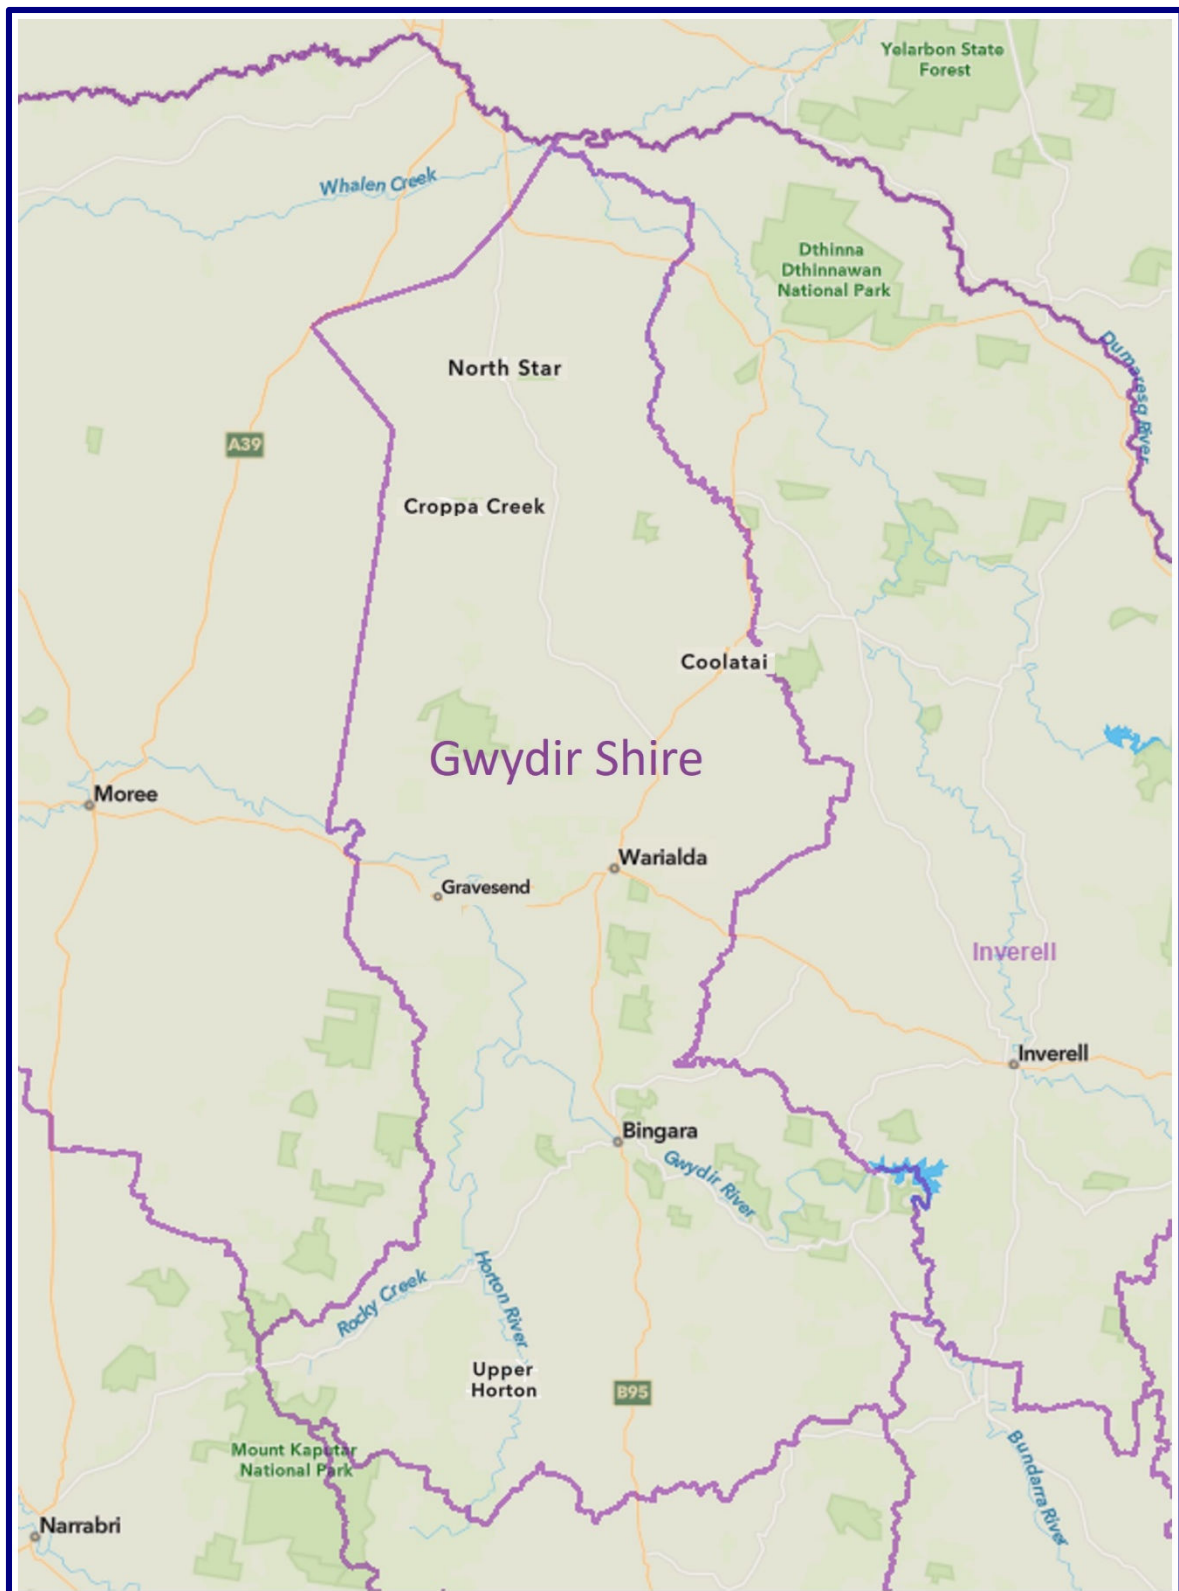 Yelarbon State
Forest
Whalen Creek
Dthinna
Dthinnawan
National Park
Dumaresq River
North Star
A39
Croppa Creek
Coolatai
Gwydir Shire
Moree
Warialda
Gravesend
Inverell
Inverell
Bingara
Gwydir River
Horton River
Rocky Creek
Upper
Horton
B95
Mount Kaputar
National Park
Bundarra River
Narrabri